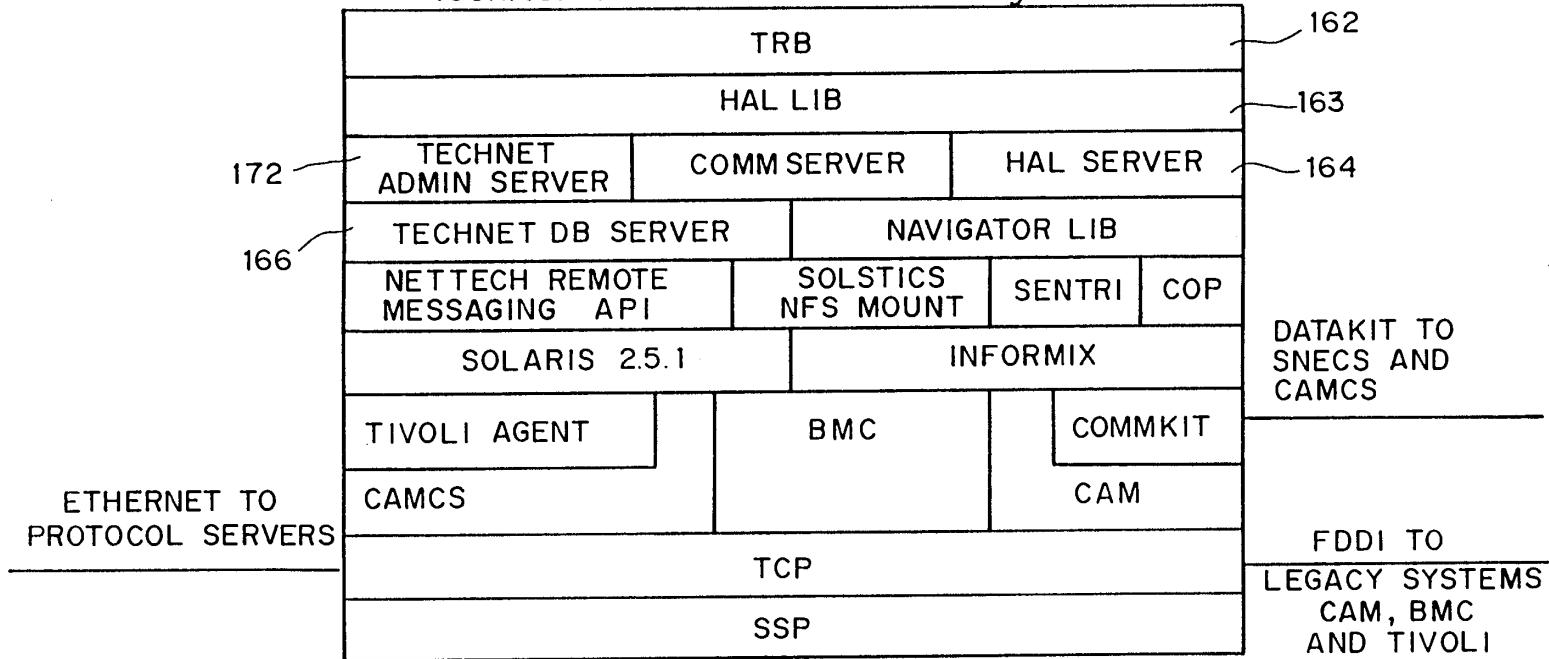 TRB
162
HAL LIB
163
172
TECHNET
ADMIN SERVER
COMM SERVER
HAL SERVER
164
166
TECHNET DB SERVER
NAVIGATOR LIB
NETTECH REMOTE
MESSAGING API
SOLSTICS
NFS MOUNT
SENTRI
COP
SOLARIS 2.5.1
INFORMIX
DATAKIT TO
SNECS AND
CAMCS
TIVOLI AGENT
BMC
COMMKIT
CAMCS
CAM
ETHERNET TO
PROTOCOL SERVERS
TCP
FDDI TO
LEGACY SYSTEMS
CAM, BMC
AND TIVOLI
SSP